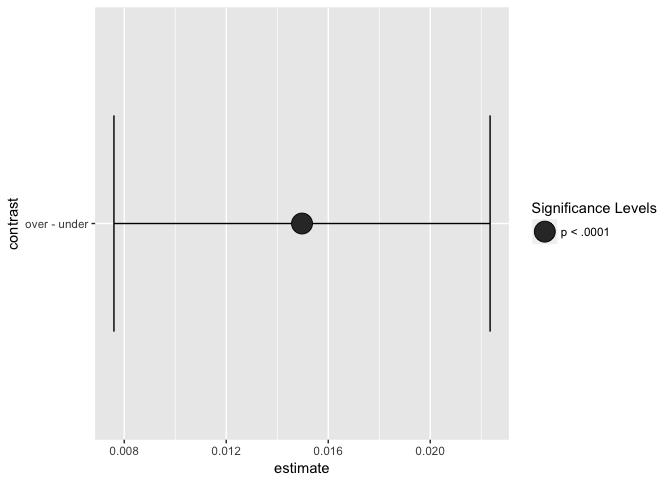 contrast
over - under
0.008
0.012
0.016
0.020
estimate
Significance Levels
p < .0001